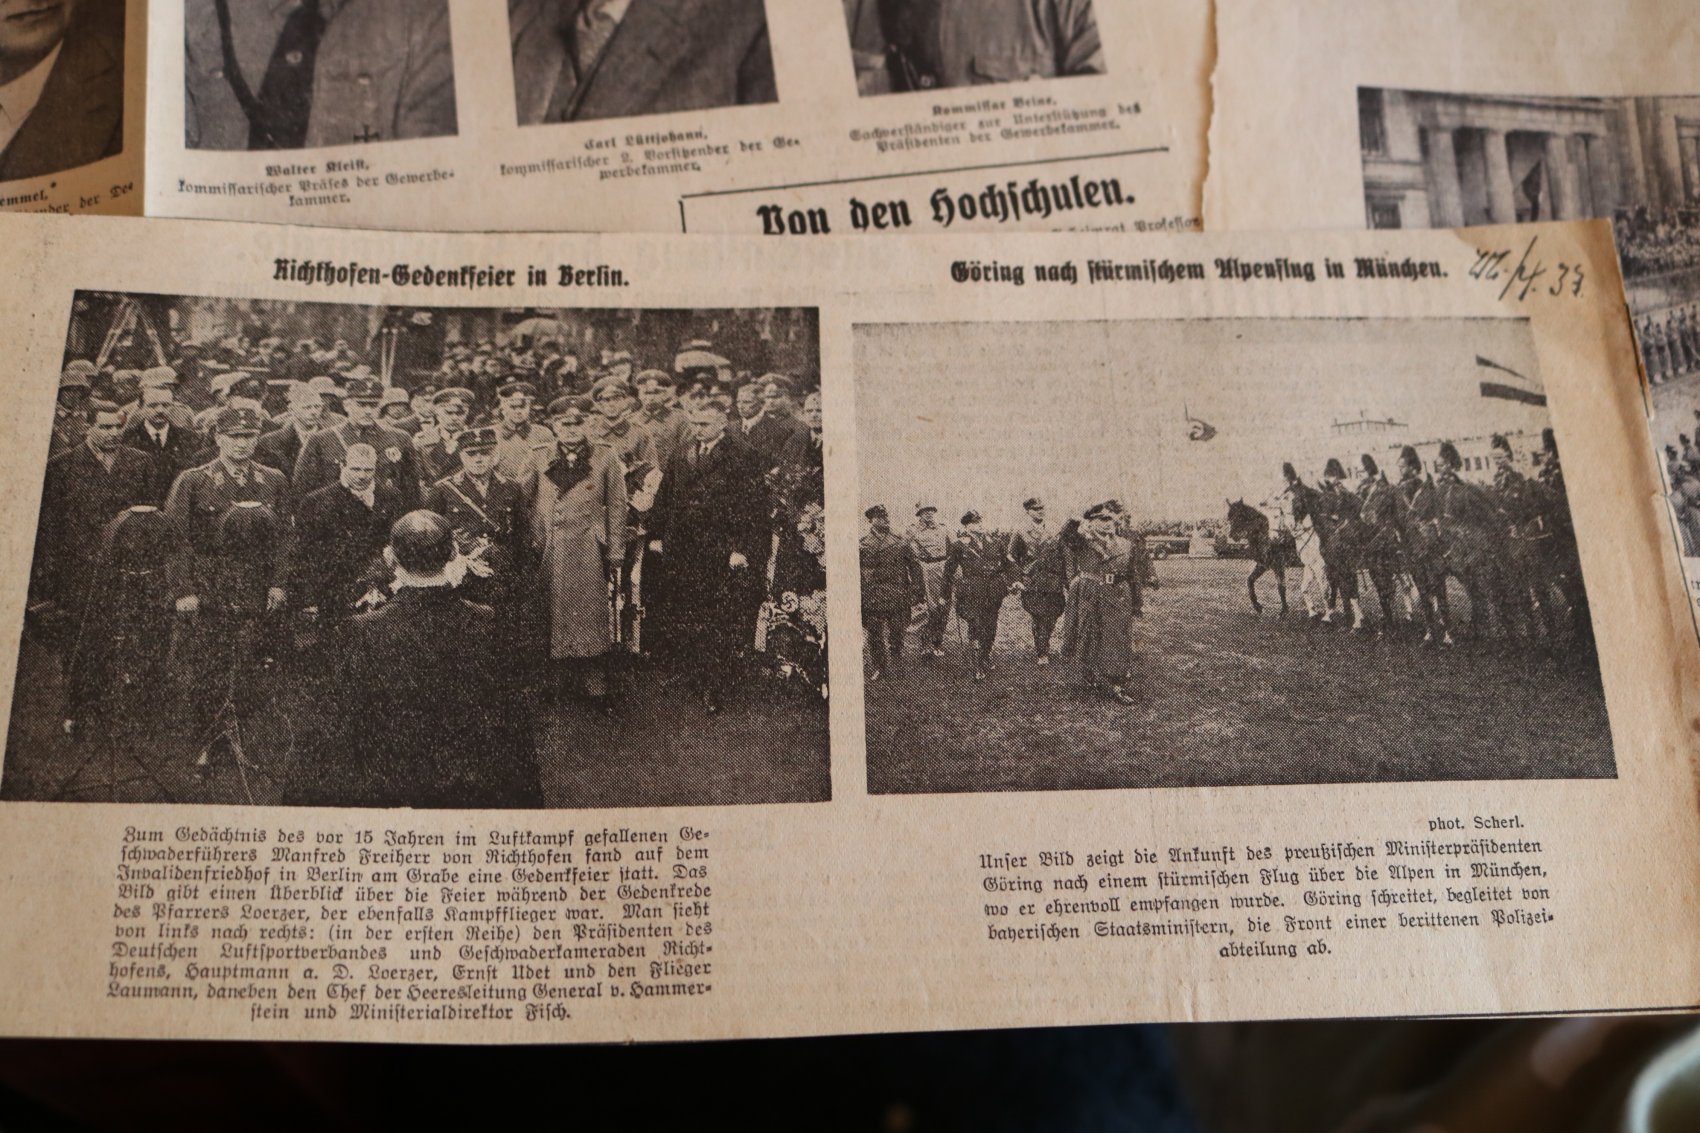 emmel,
der De-
Walter Kleist,
kommissarischer Präses der Gewerbe-
kammer.
Carl Lüttjohann,
kommissarischer 2. Vorsitzender der Ge-
werbekammer.
Kommissar Beine,
Sachverständiger zur Unterstützung des
Präsidenten der Gewerbekammer.
Von den Hochschulen.
Professor
Richthofen-Gedenkfeier in Berlin.
Zum Gedächtnis des vor 15 Jahren im Luftkampf gefallenen Ge-
schwaderführers Manfred Freiherr von Richthofen fand auf dem
Invalidenfriedhof in Berlin am Grabe eine Gedenkfeier statt. Das
Bild gibt einen Überblick über die Feier während der Gedenkrede
des Pfarrers Loerzer, der ebenfalls Kampfflieger war. Man sieht
von links nach rechts: (in der ersten Reihe) den Präsidenten des
Deutschen Luftsportverbandes und Geschwaderkameraden Richt-
hofens, Hauptmann a. D. Loerzer, Ernst Udet und den Flieger
Laumann, daneben den Chef der Heeresleitung General v. Hammer-
stein und Ministerialdirektor Fisch.
Göring nach stürmischem Alpenflug in München.
phot. Scherl.
Unser Bild zeigt die Ankunft des preußischen Ministerpräsidenten
Göring nach einem stürmischen Flug über die Alpen in München,
wo er ehrenvoll empfangen wurde. Göring schreitet, begleitet von
bayerischen Staatsministern, die Front einer berittenen Polizei-
abteilung ab.